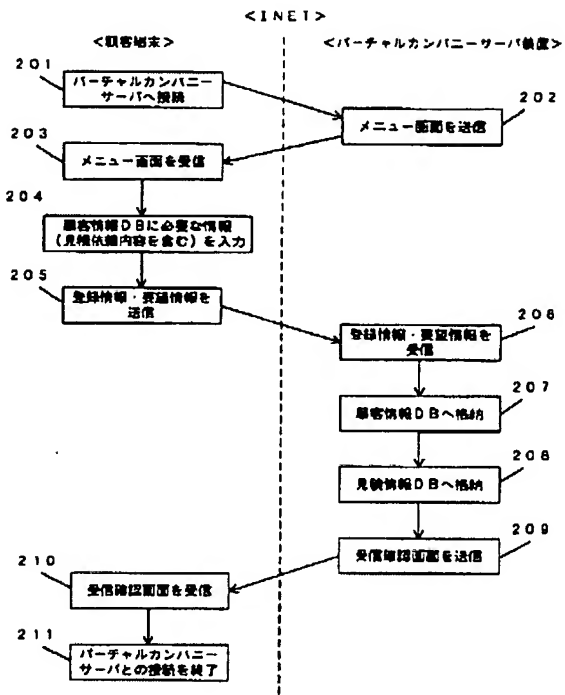 ＜ＩＮＥＴ＞
＜顧客端末＞
＜バーチャルカンパニーサーバ装置＞
２０１
バーチャルカンパニー
サーバへ接続
２０２
メニュー画面を送信
２０３
メニュー画面を受信
２０４
顧客情報ＤＢに必要な情報
（見積依頼内容を含む）を入力
２０５
登録情報・要望情報を
送信
２０６
登録情報・要望情報を
受信
２０７
顧客情報ＤＢへ格納
２０８
見積情報ＤＢへ格納
２０９
受信確認画面を送信
２１０
受信確認画面を受信
２１１
バーチャルカンパニー
サーバとの接続を終了